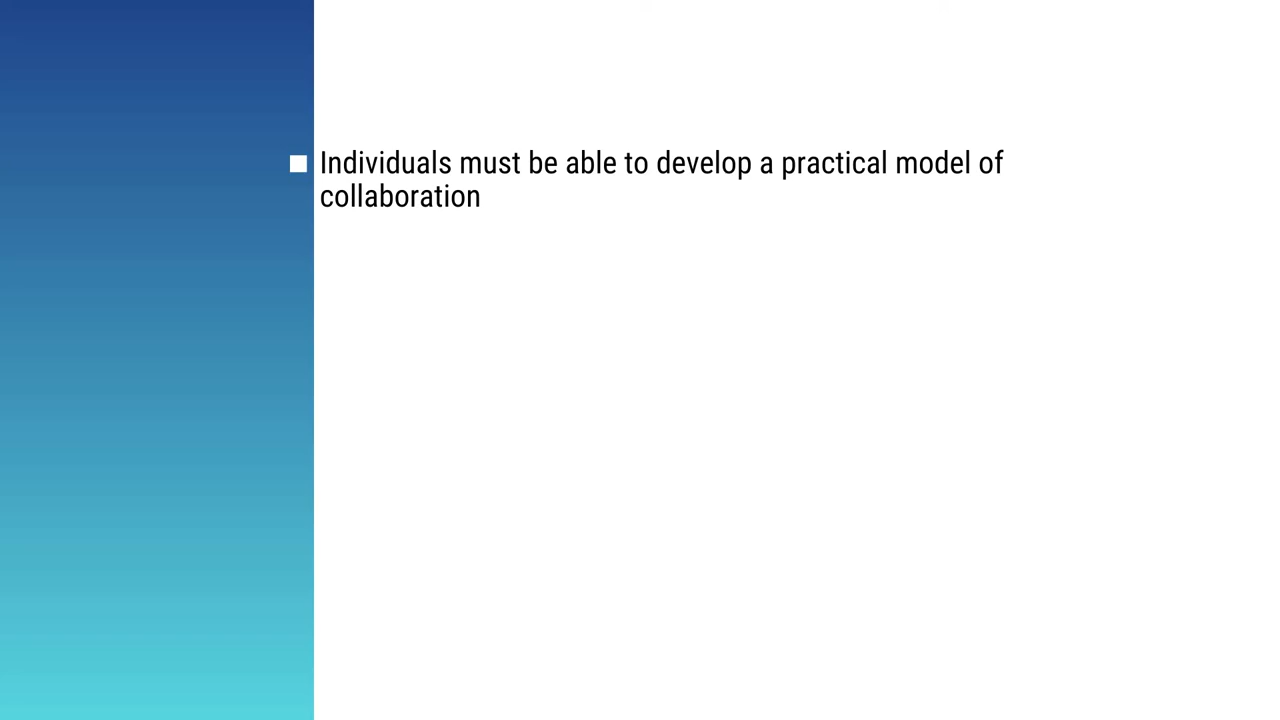 Individuals must be able to develop a practical model of
collaboration